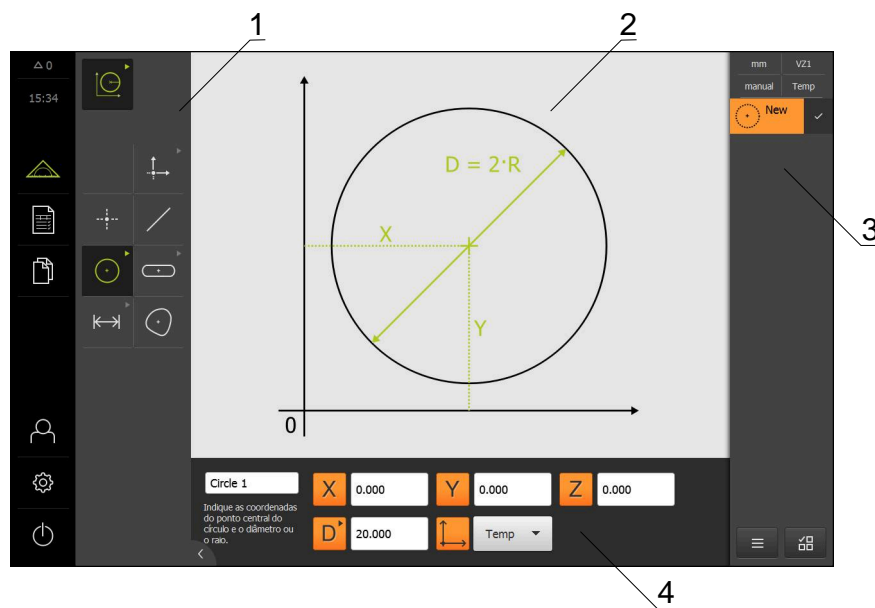 1
2
△ 0
15:34
D = 2·R
X
Y
0
mm VZ1
manual Temp
New
3
Circle 1
X 0.000 Y 0.000 Z 0.000
Indique as coordenadas
do ponto central do
círculo e o diâmetro ou
o raio.
D 20.000 Temp
4